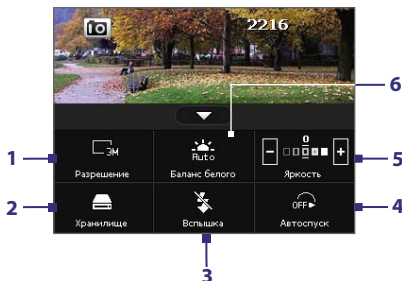 2216
6
0
3M
Auto
- +
1
5
Разрешение
Баланс белого
Яркость
OFF
2
4
Хранилище
Вспышка
Автоспуск
3